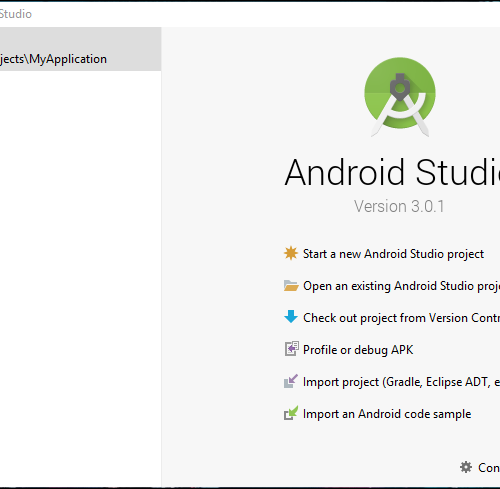 Studio
jects\MyApplication
Android Studi
Version 3.0.1
Start a new Android Studio project
Open an existing Android Studio proj
Check out project from Version Contr
Profile or debug APK
Import project (Gradle, Eclipse ADT, e
Import an Android code sample
Con